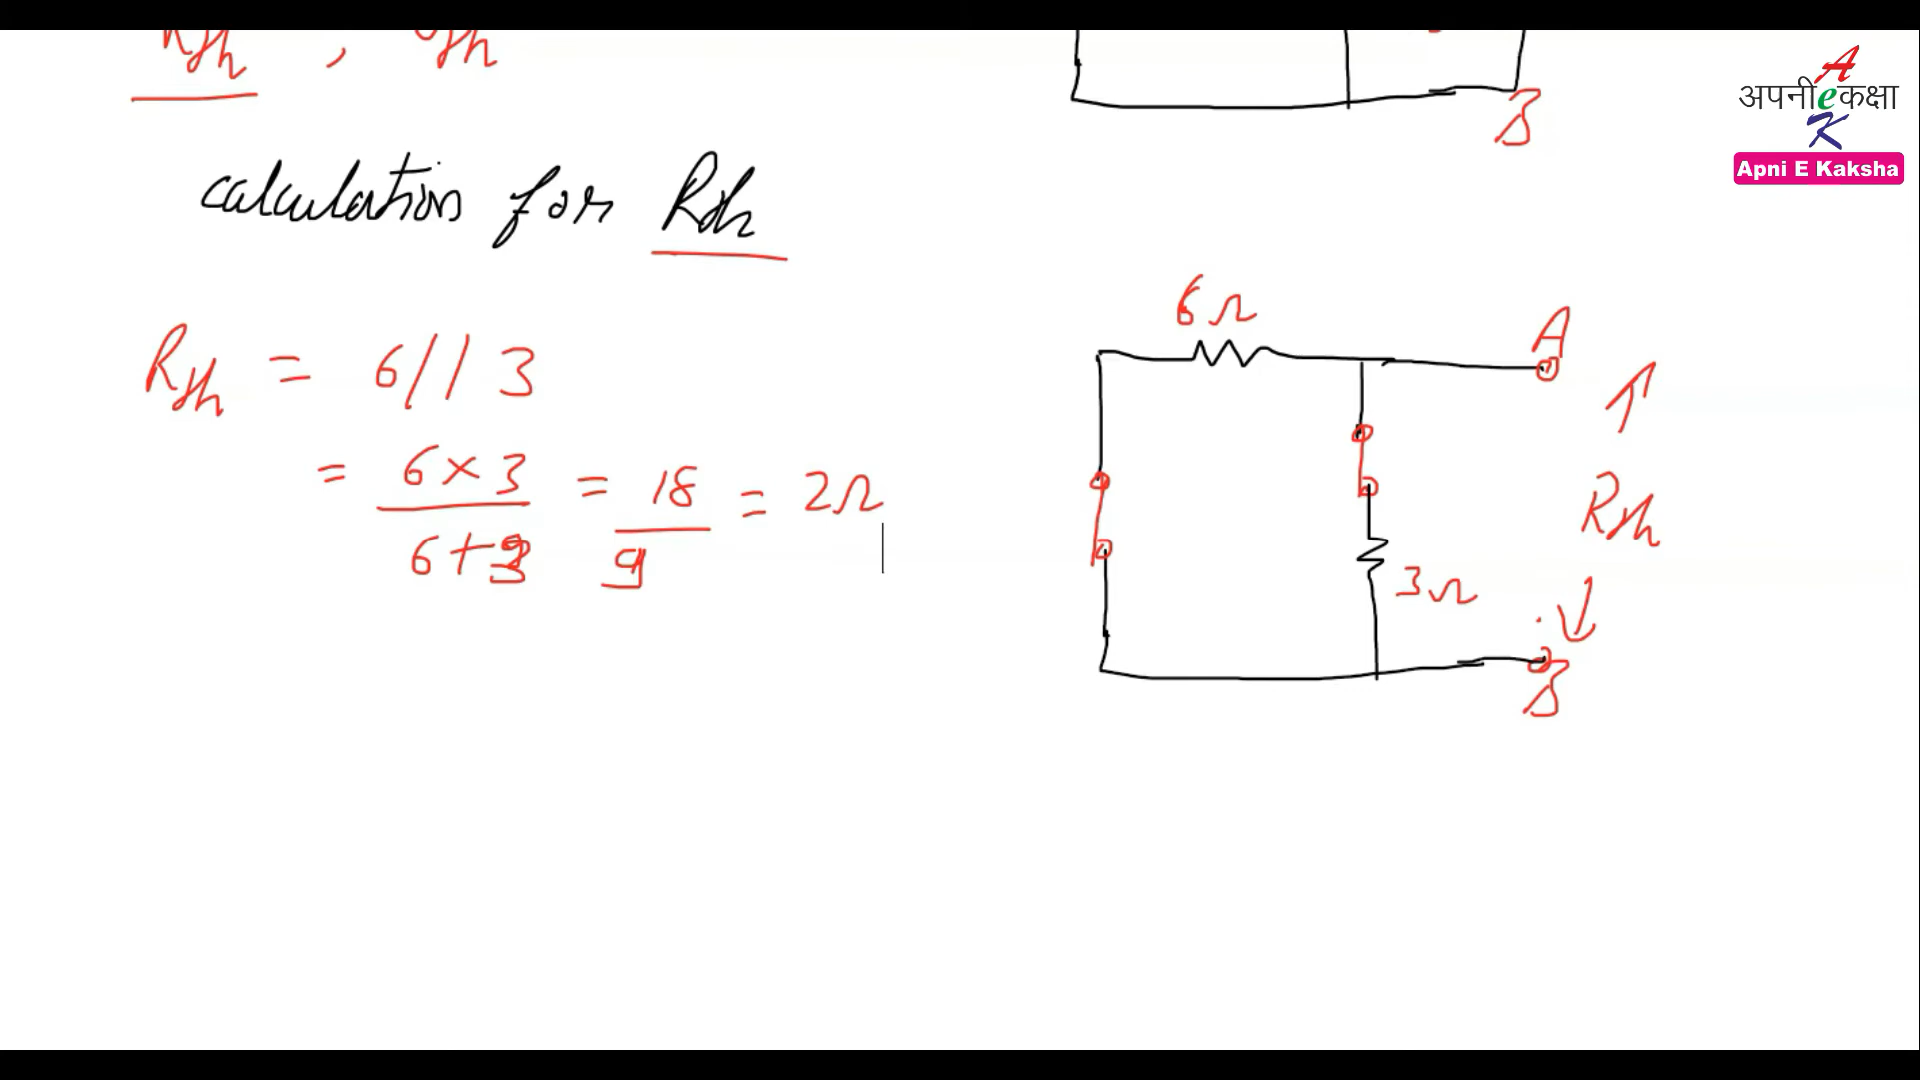 Rth , Vth
B
A
अपनी e कक्षा
K
Apni E Kaksha
calculation for Rth
6Ω
A
Rth = 6//3
= 6×3 = 18 = 2Ω
6+3 9
Rth
3Ω
B